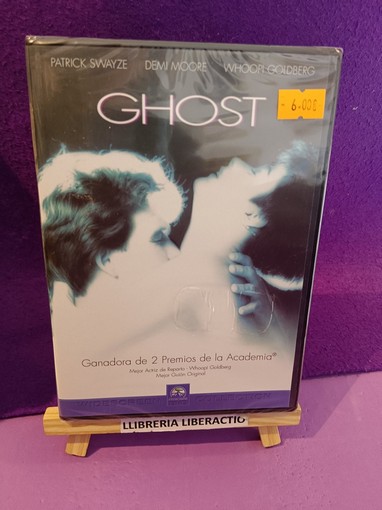 PATRICK SWAYZE DEMI MOORE WHOOPI GOLDBERG
GHOST
6.00€
Ganadora de 2 Premios de la Academia®
Mejor Actriz de Reparto - Whoopi Goldberg
Mejor Guión Original
LLIBRERIA LIBERACTIO